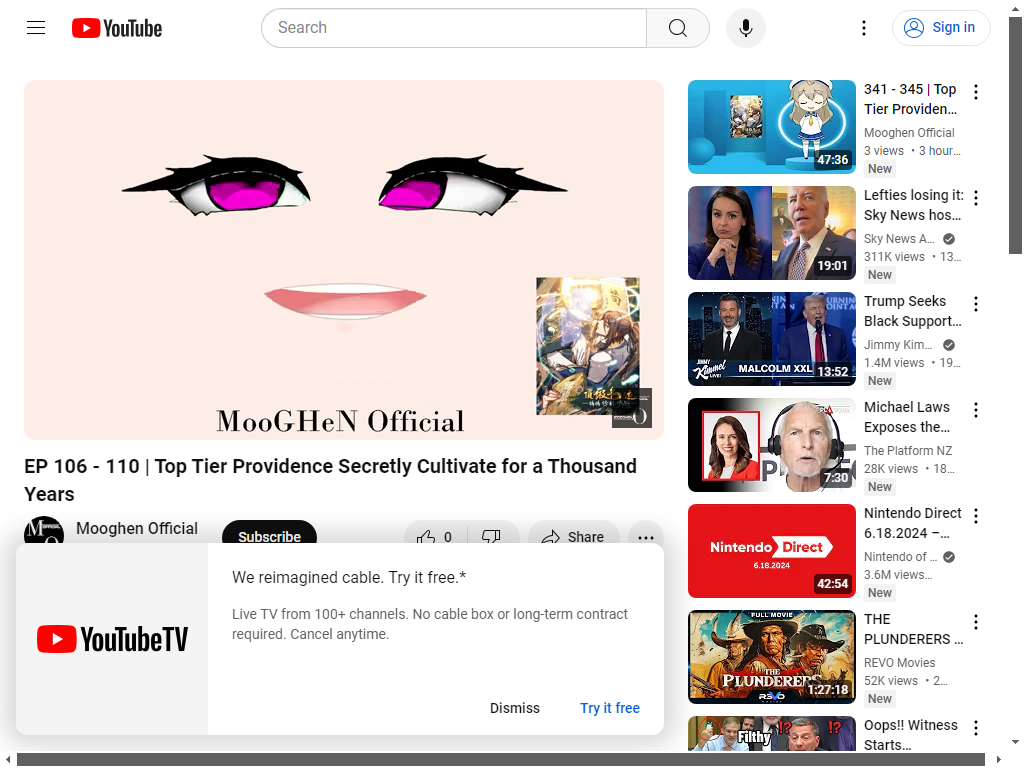 YouTube
Search
Sign in
MooGHeN Official
EP 106 - 110 | Top Tier Providence Secretly Cultivate for a Thousand
Years
Mooghen Official
Subscribe
0
Share
YouTubeTV
We reimagined cable. Try it free.*
Live TV from 100+ channels. No cable box or long-term contract
required. Cancel anytime.
Dismiss
Try it free
47:36
341 - 345 | Top
Tier Providen…
Mooghen Official
3 views • 3 hour…
New
19:01
Lefties losing it:
Sky News hos…
Sky News A…
311K views • 13…
New
JIMMY
Kimmel
LIVE!
MALCOLM XXL
13:52
Trump Seeks
Black Support…
Jimmy Kim…
1.4M views • 19…
New
7:30
Michael Laws
Exposes the…
The Platform NZ
28K views • 18…
New
Nintendo Direct
6.18.2024
42:54
Nintendo Direct
6.18.2024 –…
Nintendo of …
3.6M views…
New
FULL MOVIE
THE
PLUNDERERS
REVO
1:27:18
THE
PLUNDERERS …
REVO Movies
52K views • 2…
New
Filthy
!?
!?
Oops!! Witness
Starts…